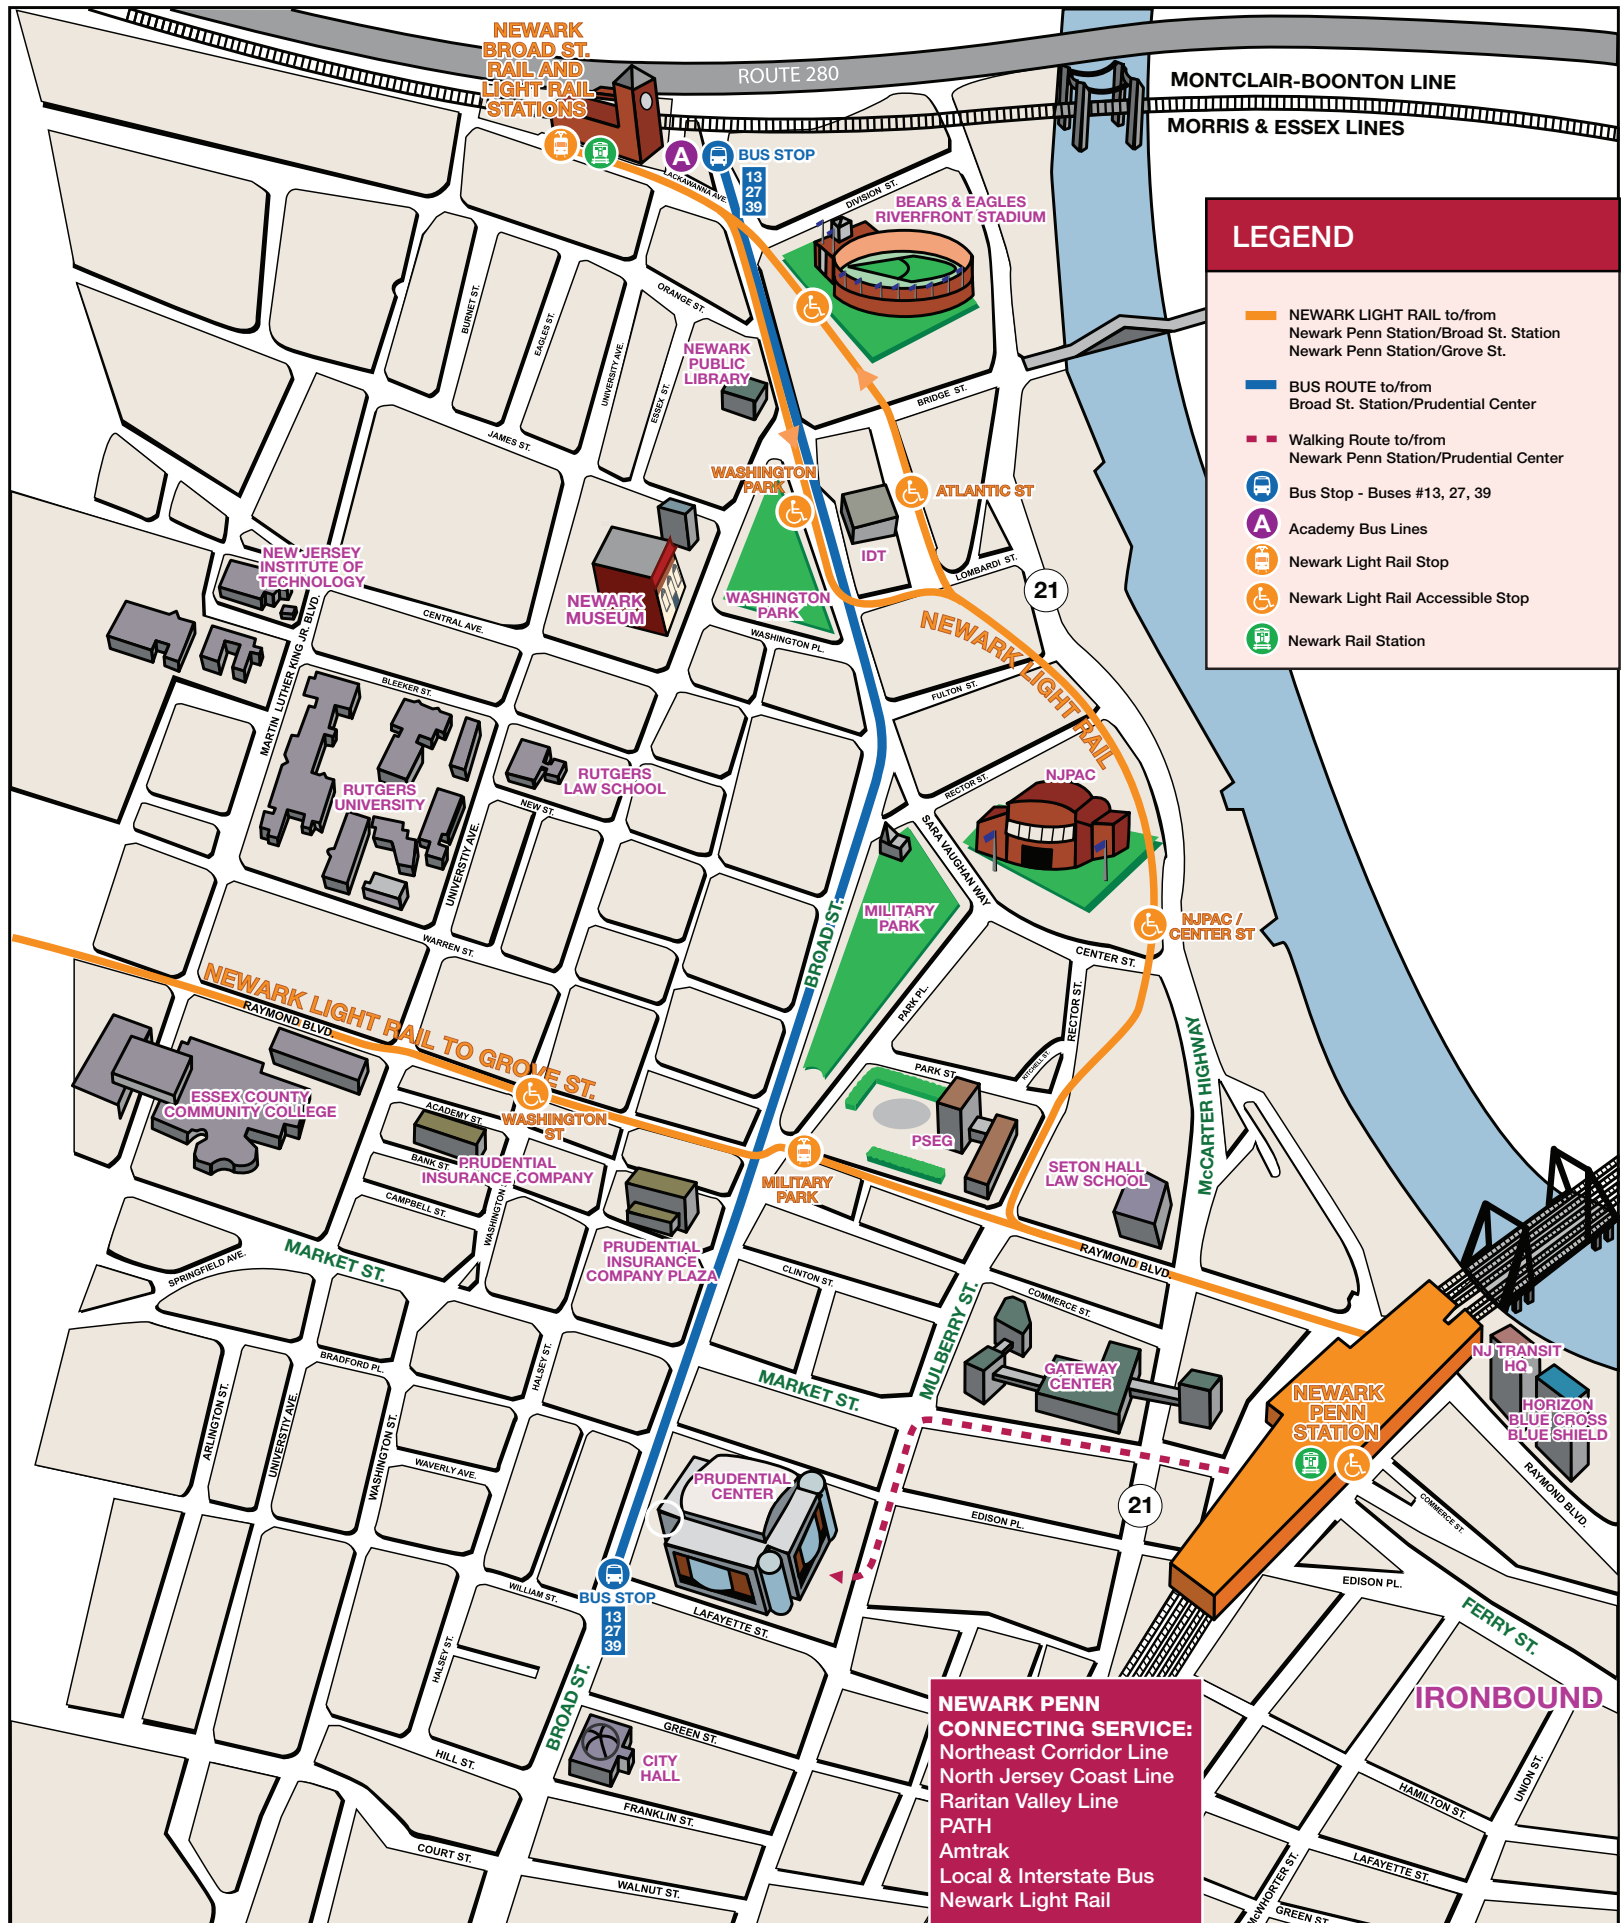 NEWARK
BROAD ST.
RAIL AND
LIGHT RAIL
STATIONS
ROUTE 280
MONTCLAIR-BOONTON LINE
MORRIS & ESSEX LINES
A
BUS STOP
13
27
39
LACKAWANNA AVE.
DIVISION ST.
BEARS & EAGLES
RIVERFRONT STADIUM
LEGEND
NEWARK LIGHT RAIL to/from
Newark Penn Station/Broad St. Station
Newark Penn Station/Grove St.
BUS ROUTE to/from
Broad St. Station/Prudential Center
Walking Route to/from
Newark Penn Station/Prudential Center
Bus Stop - Buses #13, 27, 39
A
Academy Bus Lines
Newark Light Rail Stop
Newark Light Rail Accessible Stop
Newark Rail Station
BURNET ST.
EAGLES ST.
UNIVERSITY AVE.
ORANGE ST.
ESSEX ST.
NEWARK
PUBLIC
LIBRARY
BRIDGE ST.
JAMES ST.
WASHINGTON
PARK
ATLANTIC ST
IDT
LOMBARDI ST.
21
NEW JERSEY
INSTITUTE OF
TECHNOLOGY
NEWARK
MUSEUM
WASHINGTON
PARK
WASHINGTON PL.
CENTRAL AVE.
MARTIN LUTHER KING JR. BLVD.
BLEEKER ST.
NEWARK LIGHT RAIL
FULTON ST.
RUTGERS
UNIVERSITY
RUTGERS
LAW SCHOOL
NEW ST.
UNIVERSTIY AVE.
RECTOR ST.
NJPAC
SARA VAUGHAN WAY
MILITARY
PARK
BROAD ST.
NJPAC /
CENTER ST
CENTER ST.
WARREN ST.
PARK PL.
RECTOR ST.
NEWARK LIGHT RAIL TO GROVE ST.
RAYMOND BLVD.
McCARTER HIGHWAY
KITCHELL ST.
PARK ST.
ESSEX COUNTY
COMMUNITY COLLEGE
ACADEMY ST.
WASHINGTON
ST
BANK ST.
PRUDENTIAL
INSURANCE COMPANY
CAMPBELL ST.
WASHINGTON
PSEG
MILITARY
PARK
SETON HALL
LAW SCHOOL
PRUDENTIAL
INSURANCE
COMPANY PLAZA
MARKET ST.
SPRINGFIELD AVE.
CLINTON ST.
RAYMOND BLVD.
COMMERCE ST.
MULBERRY ST.
GATEWAY
CENTER
NJ TRANSIT
HQ
HORIZON
BLUE CROSS
BLUE SHIELD
NEWARK
PENN
STATION
BRADFORD PL.
HALSEY ST.
MARKET ST.
ARLINGTON ST.
UNIVERSTIY AVE.
WASHINGTON ST.
WAVERLY AVE.
PRUDENTIAL
CENTER
EDISON PL.
21
COMMERCE ST.
RAYMOND BLVD.
EDISON PL.
FERRY ST.
WILLIAM ST.
BUS STOP
13
27
39
LAFAYETTE ST.
HALSEY ST.
BROAD ST.
IRONBOUND
GREEN ST.
CITY
HALL
HILL ST.
FRANKLIN ST.
COURT ST.
WALNUT ST.
NEWARK PENN
CONNECTING SERVICE:
Northeast Corridor Line
North Jersey Coast Line
Raritan Valley Line
PATH
Amtrak
Local & Interstate Bus
Newark Light Rail
UNION ST.
HAMILTON ST.
LAFAYETTE ST.
McWHORTER ST.
GREEN ST.